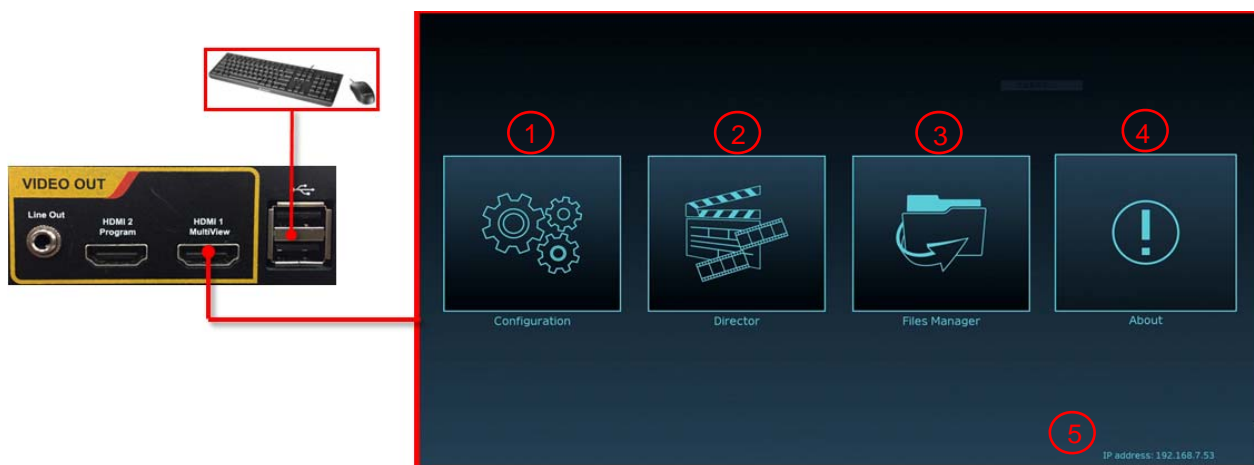 VIDEO OUT
Line Out
HDMI 2
Program
HDMI 1
MultiView
1
2
3
4
Configuration
Director
Files Manager
About
5
IP address: 192.168.7.53